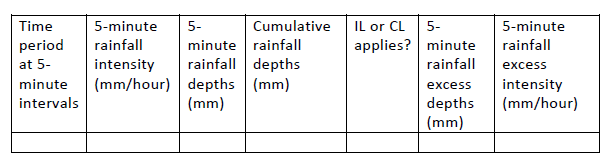 Time
period
at 5-
minute
intervals
5-minute
rainfall
intensity
(mm/hour)
5-
minute
rainfall
depths
(mm)
Cumulative
rainfall
depths
(mm)
IL or CL
applies?
5-
minute
rainfall
excess
depths
(mm)
5-minute
rainfall
excess
intensity
(mm/hour)